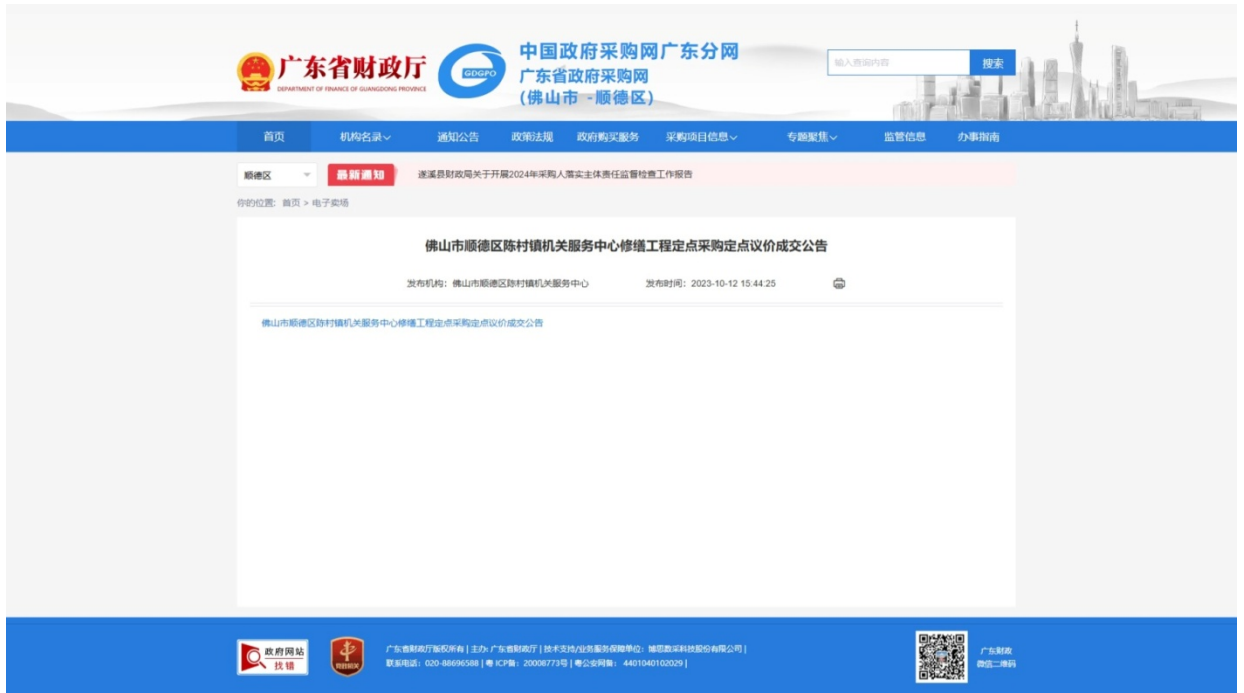 广东省财政厅
DEPARTMENT OF FINANCE OF GUANGDONG PROVINCE
GDGPO
中国政府采购网广东分网
广东省政府采购网
(佛山市 -顺德区)
输入查询内容
搜索
首页 机构名录 通知公告 政策法规 政府购买服务 采购项目信息 专题聚焦 监管信息 办事指南
顺德区 最新通知 遂溪县财政局关于开展2024年采购人落实主体责任监督检查工作报告
你的位置: 首页 > 电子卖场
佛山市顺德区陈村镇机关服务中心修缮工程定点采购定点议价成交公告
发布机构: 佛山市顺德区陈村镇机关服务中心 发布时间: 2023-10-12 15:44:25
佛山市顺德区陈村镇机关服务中心修缮工程定点采购定点议价成交公告
政府网站
找错
党政机关
广东省财政厅版权所有 | 主办: 广东省财政厅 | 技术支持/业务服务保障单位: 博思数采科技股份有限公司 |
联系电话: 020-88696588 | 粤 ICP备: 20008773号 | 粤公安网备: 4401040102029 |
广东财政
微信二维码